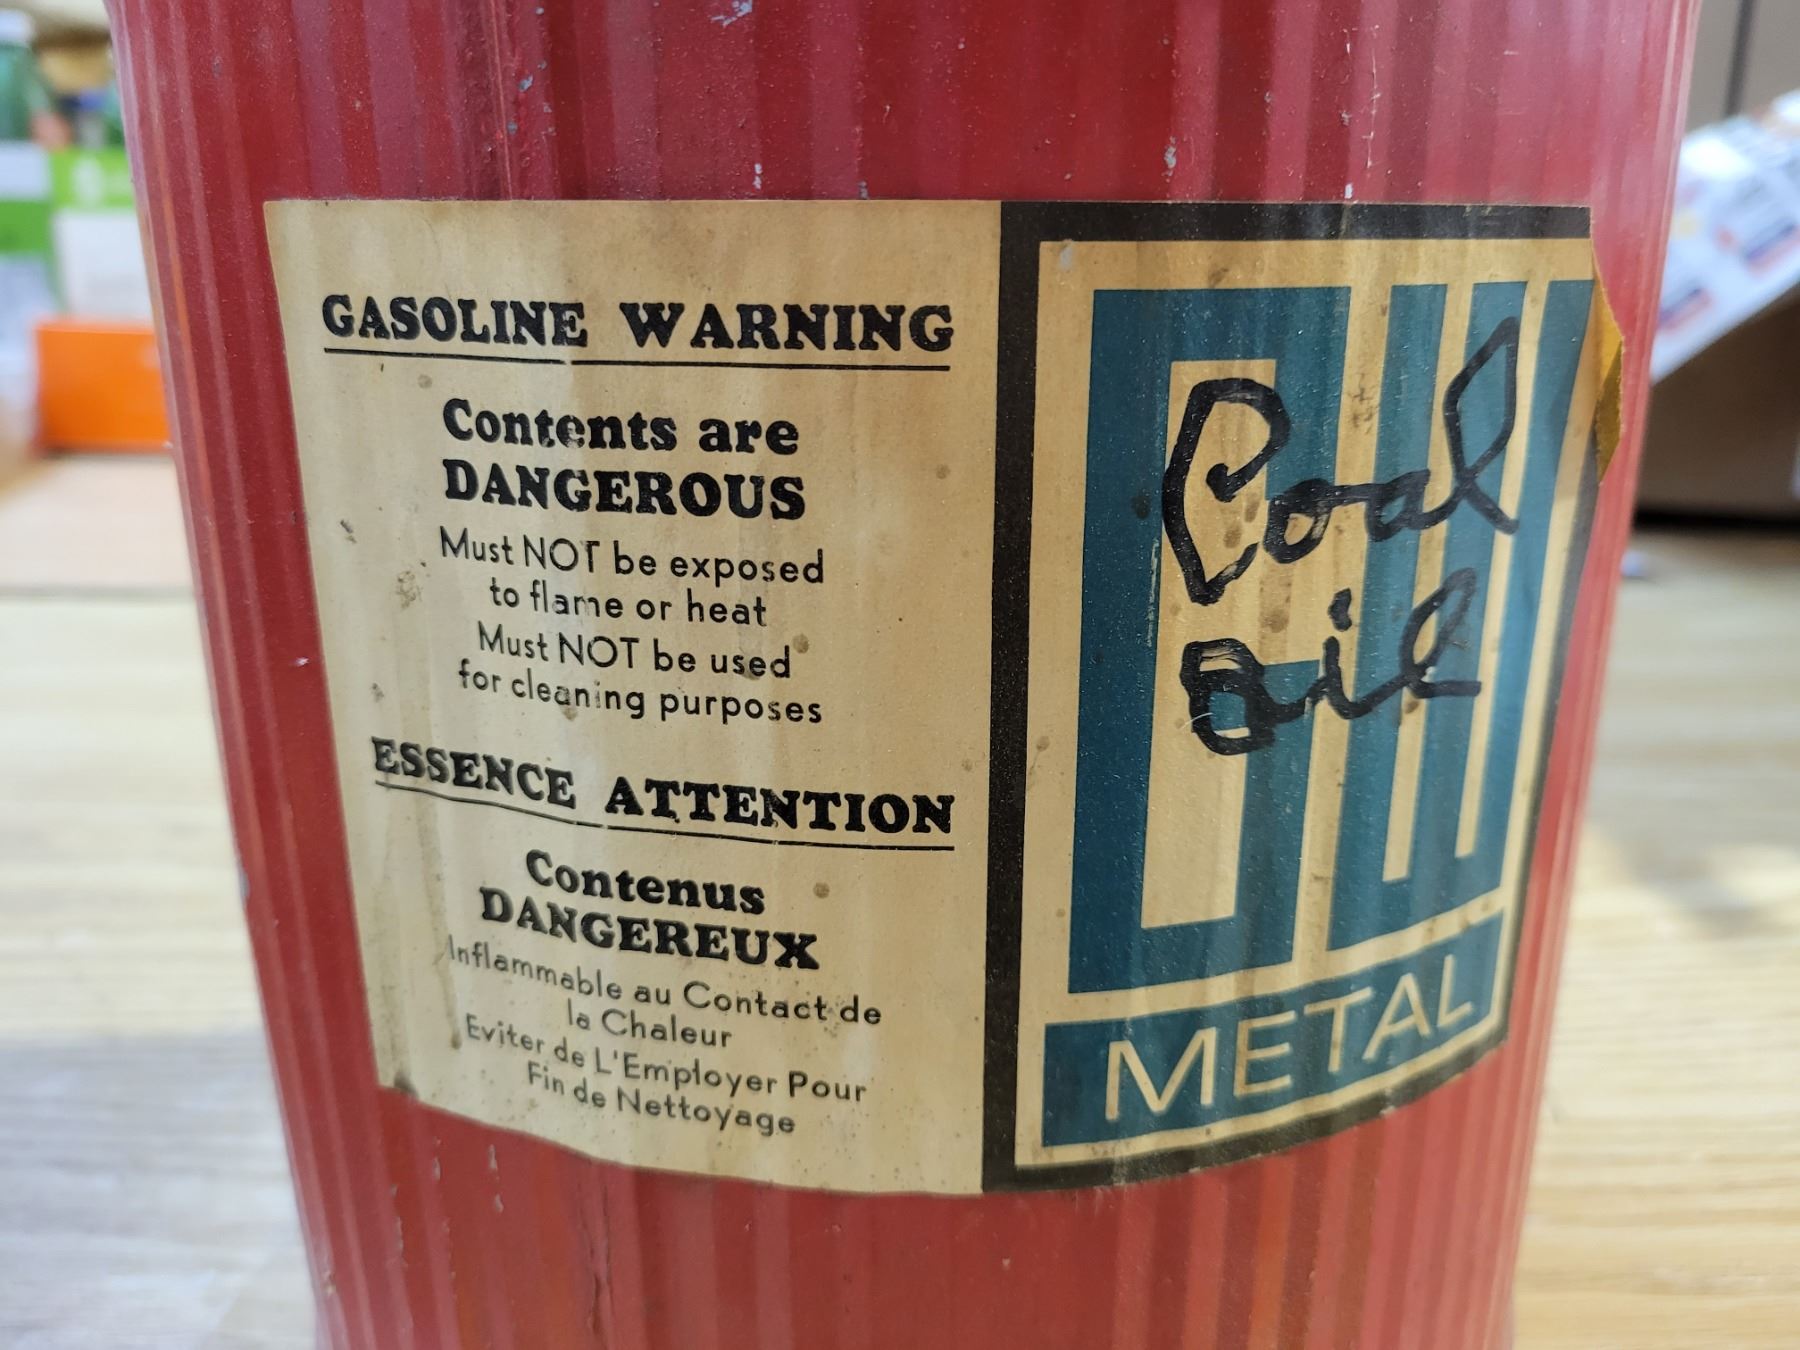 GASOLINE WARNING
Contents are
DANGEROUS
Must NOT be exposed
to flame or heat
Must NOT be used
for cleaning purposes
ESSENCE ATTENTION
Contenus
DANGEREUX
Inflammable au Contact de
la Chaleur
Eviter de L'Employer Pour
Fin de Nettoyage
GW
METAL
Coal
oil